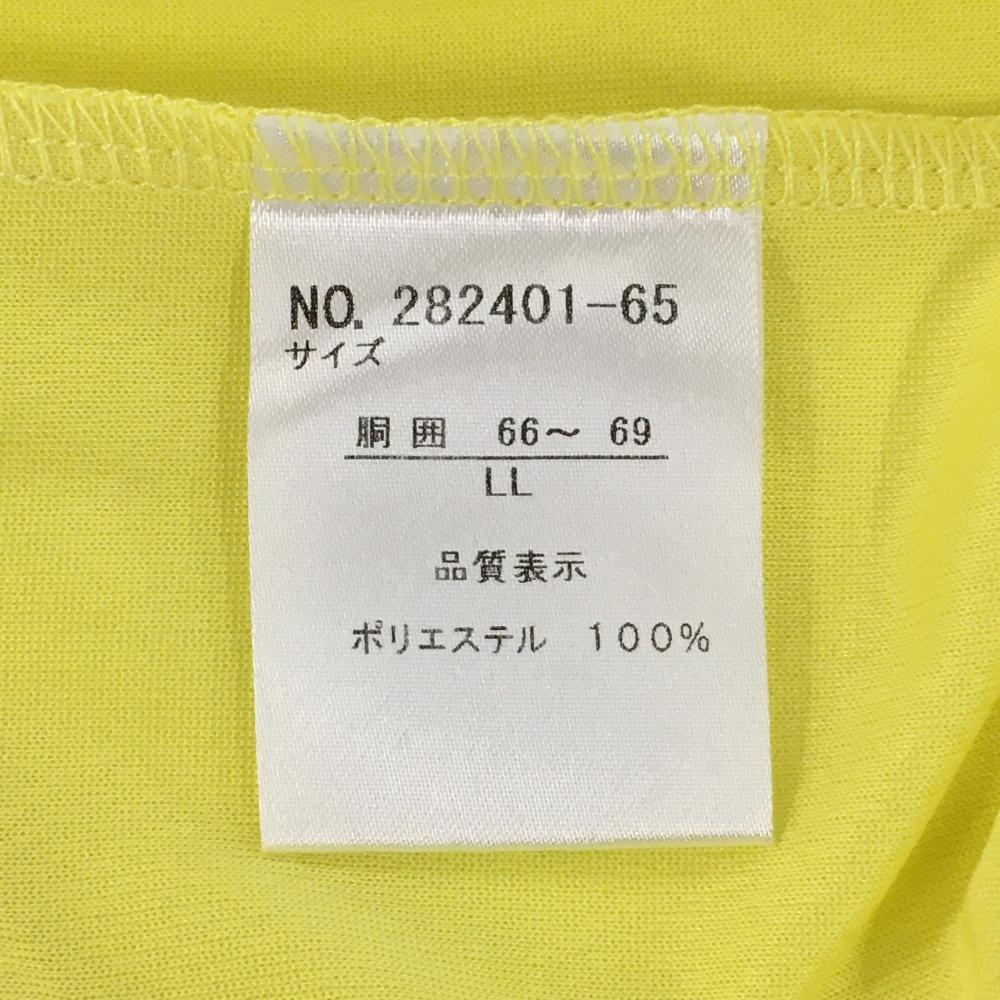 NO. 282401-65
サイズ
胴囲 66～ 69
LL
品質表示
ポリエステル 100%